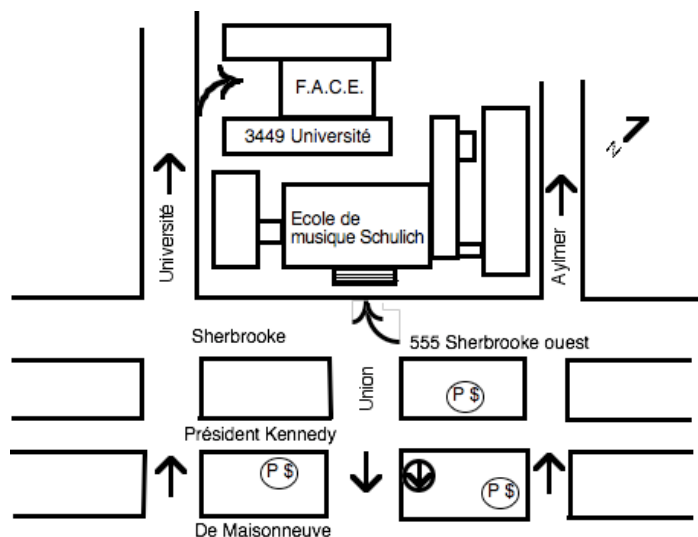 F.A.C.E.
3449 Université
N
Ecole de
musique Schulich
Université
Aylmer
Sherbrooke
555 Sherbrooke ouest
Union
P $
Président Kennedy
P $
P $
De Maisonneuve